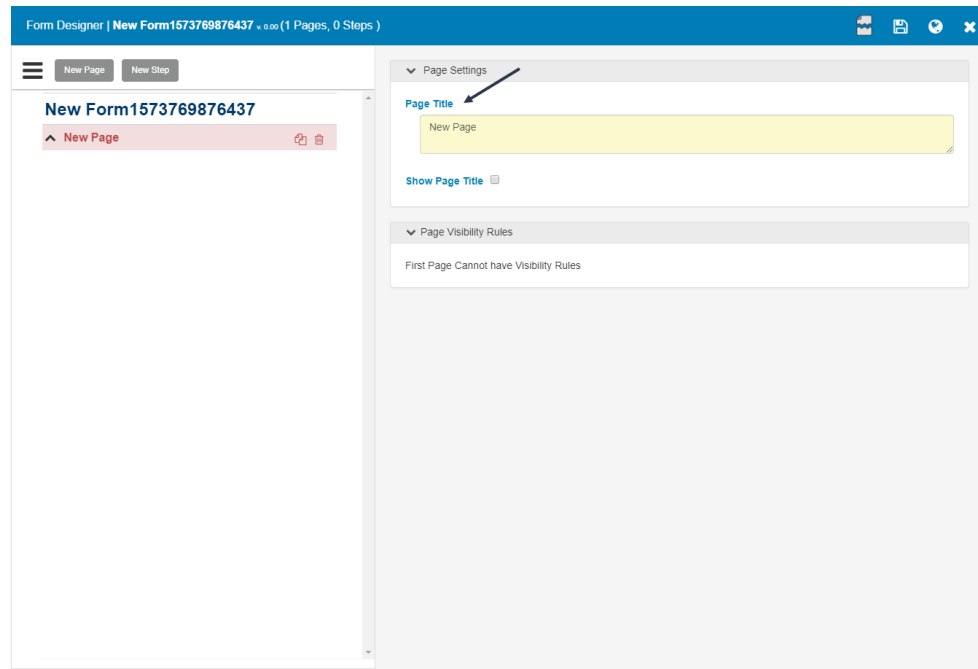 Form Designer | New Form1573769876437 v. 0.00 (1 Pages, 0 Steps )
New Page
New Step
New Form1573769876437
New Page
Page Settings
Page Title
New Page
Show Page Title
Page Visibility Rules
First Page Cannot have Visibility Rules